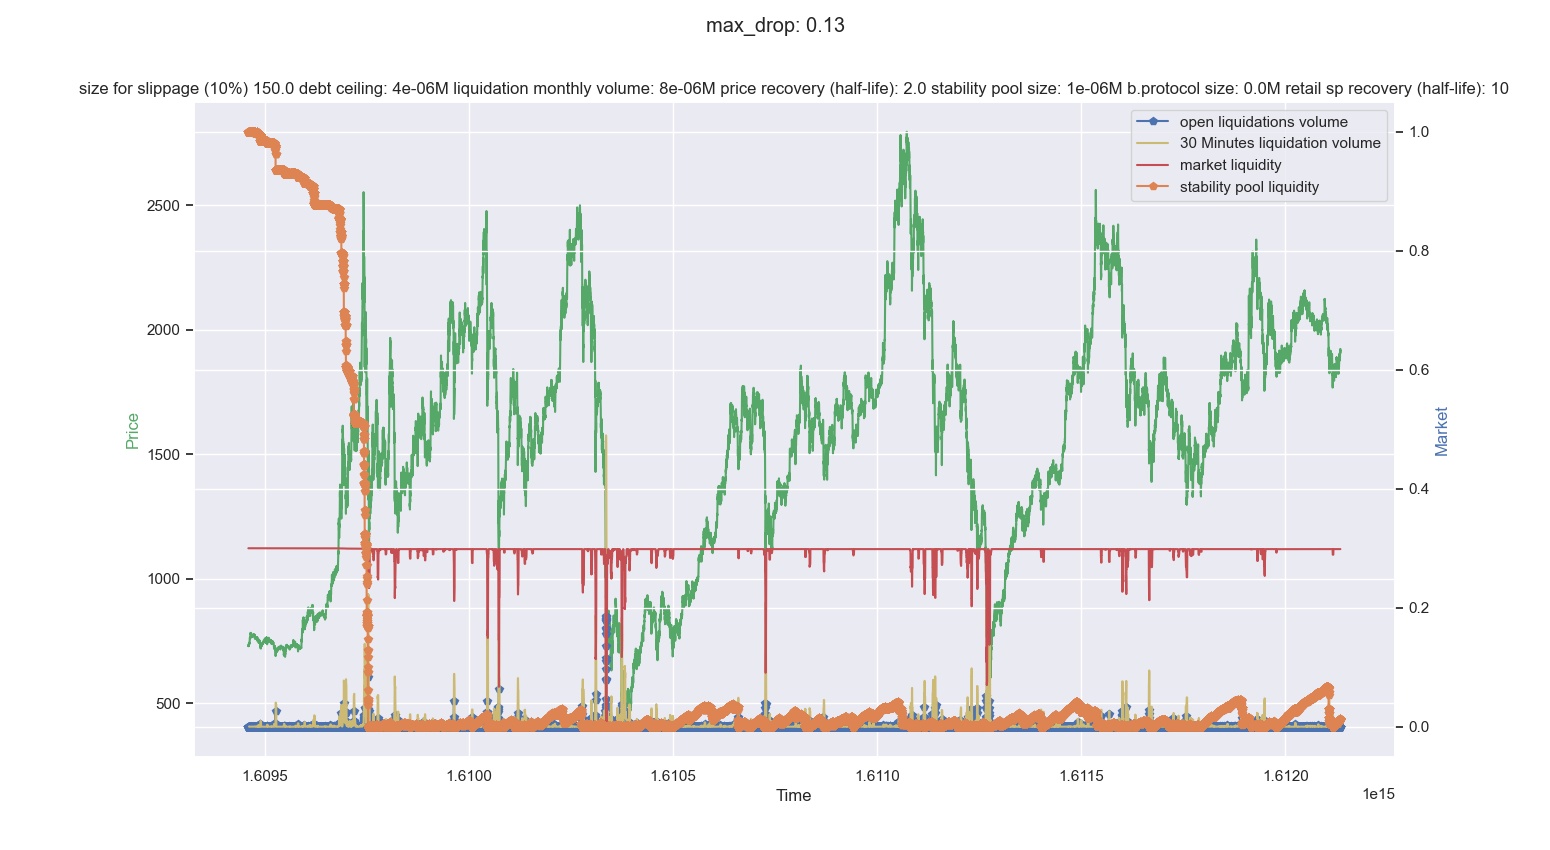 max_drop: 0.13
size for slippage (10%) 150.0 debt ceiling: 4e-06M liquidation monthly volume: 8e-06M price recovery (half-life): 2.0 stability pool size: 1e-06M b.protocol size: 0.0M retail sp recovery (half-life): 10
open liquidations volume
30 Minutes liquidation volume
market liquidity
stability pool liquidity
Price
2500
2000
1500
1000
500
1.0
0.8
0.6
0.4
0.2
0.0
Market
1.6095
1.6100
1.6105
1.6110
1.6115
1.6120
1e15
Time